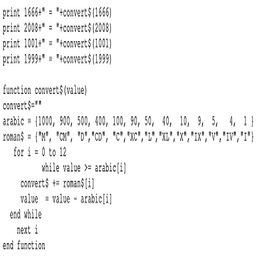 print 1666+" = "+convert$(1666)
print 2008+" = "+convert$(2008)
print 1001+" = "+convert$(1001)
print 1999+" = "+convert$(1999)
function convert$(value)
convert$=""
arabic = {1000, 900, 500, 400, 100, 90, 50, 40, 10, 9, 5, 4, 1 }
roman$ = {"M", "CM", "D","CD", "C","XC","L","XL","X","IX","V","IV","I"}
for i = 0 to 12
while value >= arabic[i]
convert$ += roman$[i]
value = value - arabic[i]
end while
next i
end function